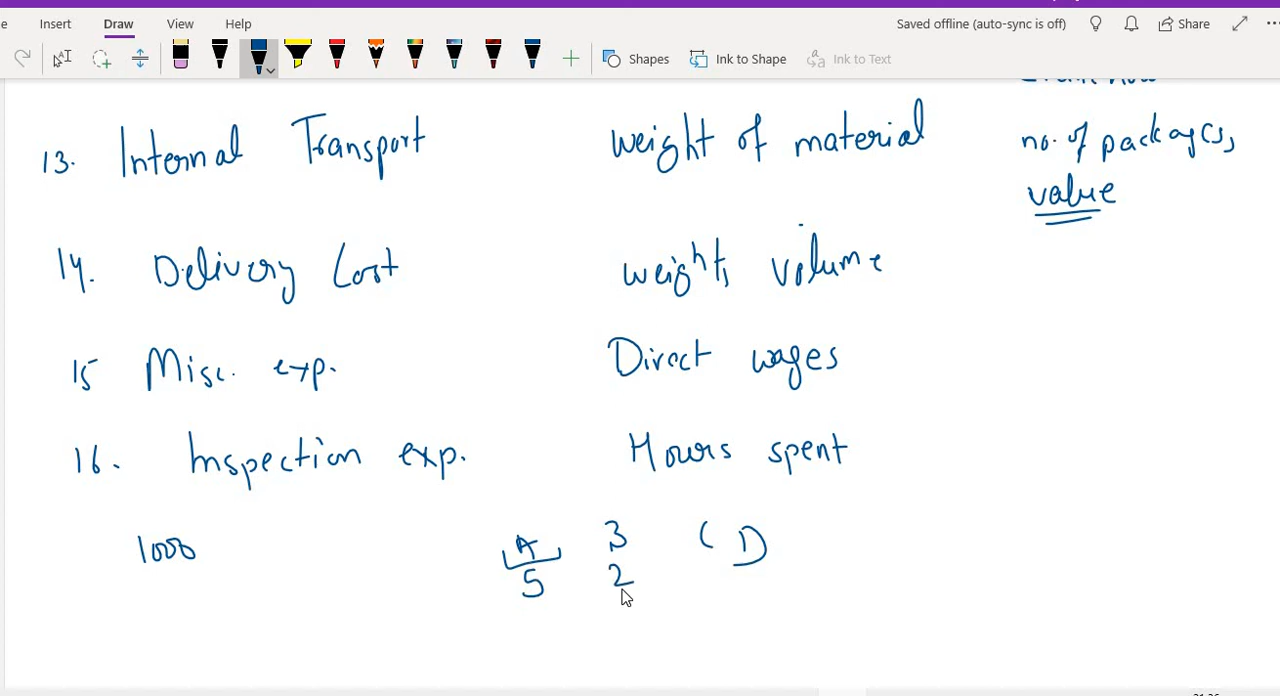 Insert Draw View Help Saved offline (auto-sync is off) Share
Shapes Ink to Shape Ink to Text
13. Internal Transport weight of material no. of packages,
value
14. Delivery Cost weight, volume
15 Misc. exp. Direct wages
16. Inspection exp. Hours spent
1000 A 3 C D
5 2